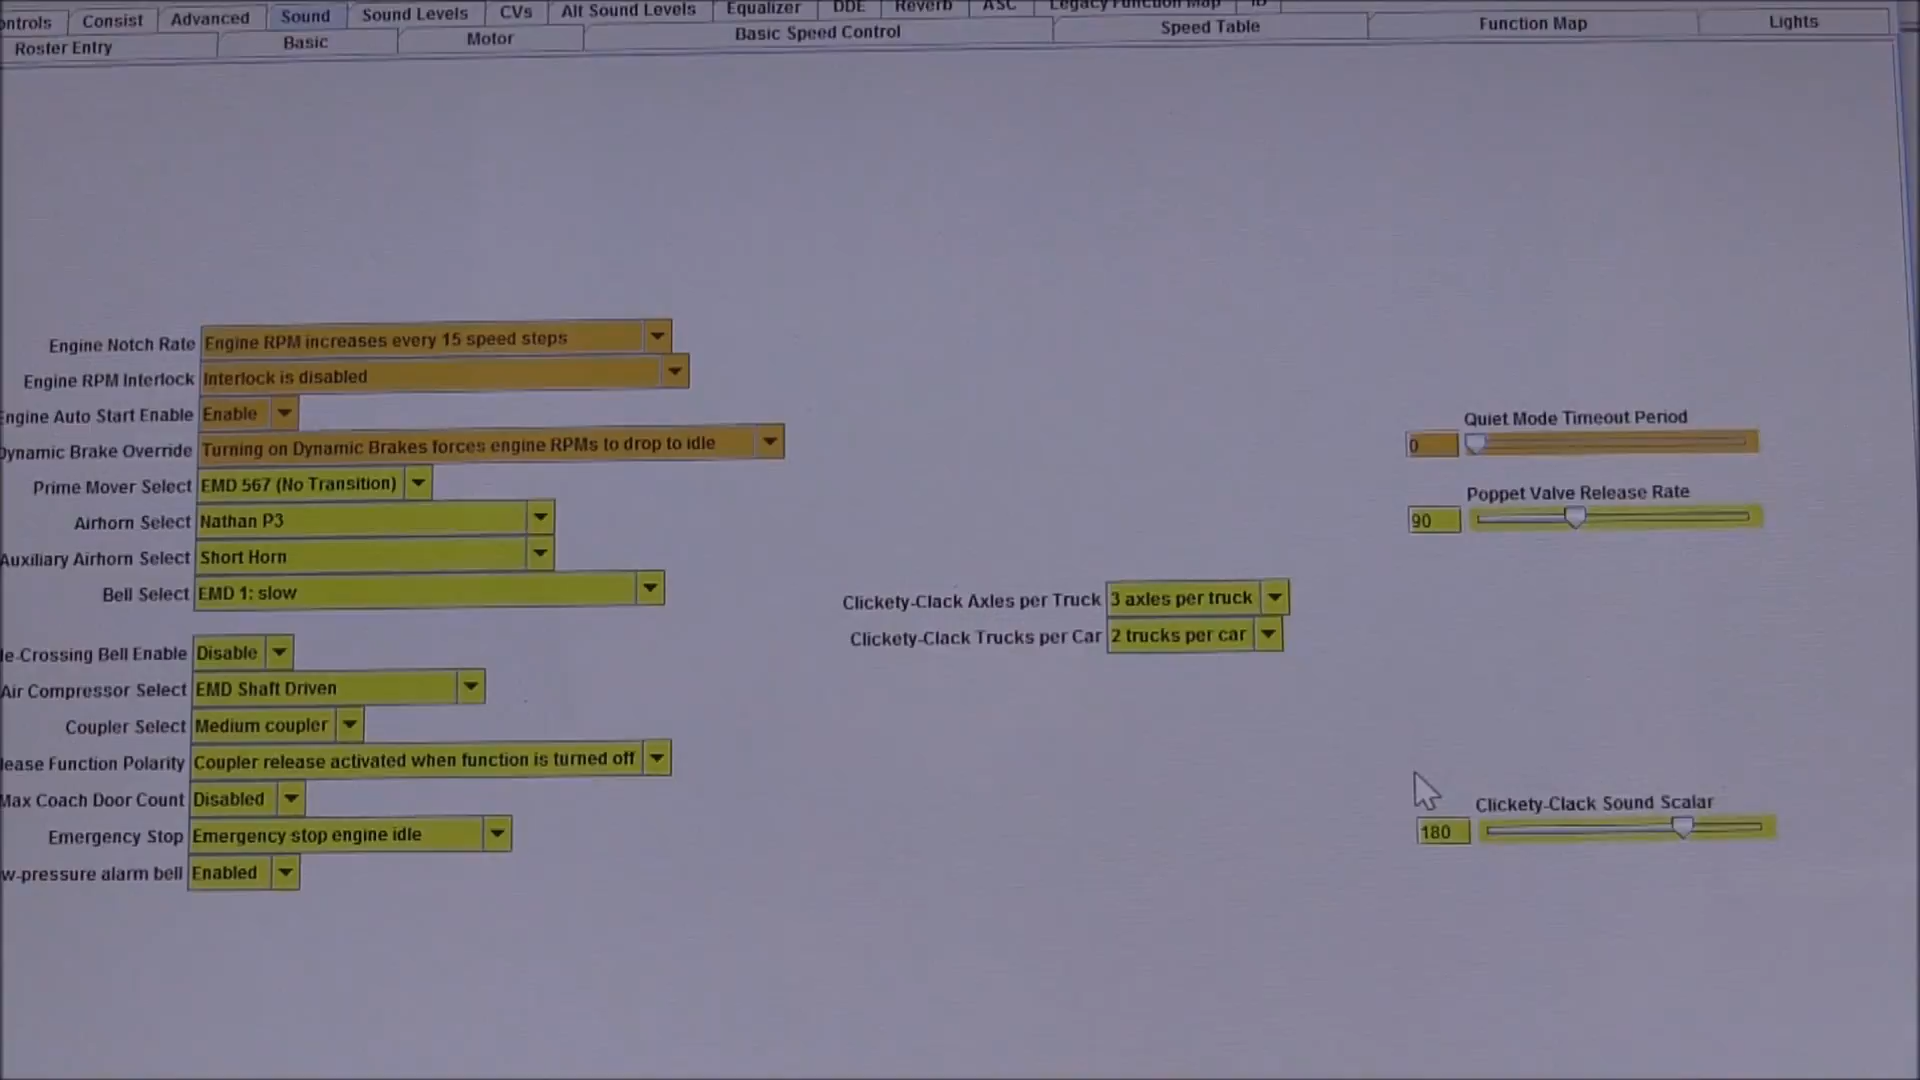 ontrols Consist Advanced Sound Sound Levels CVs Alt Sound Levels Equalizer DDE Reverb ASC Legacy Function Map ID
Roster Entry Basic Motor Basic Speed Control Speed Table Function Map Lights
Engine Notch Rate Engine RPM increases every 15 speed steps
Engine RPM Interlock Interlock is disabled
Engine Auto Start Enable Enable
Dynamic Brake Override Turning on Dynamic Brakes forces engine RPMs to drop to idle
Prime Mover Select EMD 567 (No Transition)
Airhorn Select Nathan P3
Auxiliary Airhorn Select Short Horn
Bell Select EMD 1: slow
de-Crossing Bell Enable Disable
Air Compressor Select EMD Shaft Driven
Coupler Select Medium coupler
lease Function Polarity Coupler release activated when function is turned off
Max Coach Door Count Disabled
Emergency Stop Emergency stop engine idle
w-pressure alarm bell Enabled
Clickety-Clack Axles per Truck 3 axles per truck
Clickety-Clack Trucks per Car 2 trucks per car
Quiet Mode Timeout Period
0
Poppet Valve Release Rate
90
Clickety-Clack Sound Scalar
180